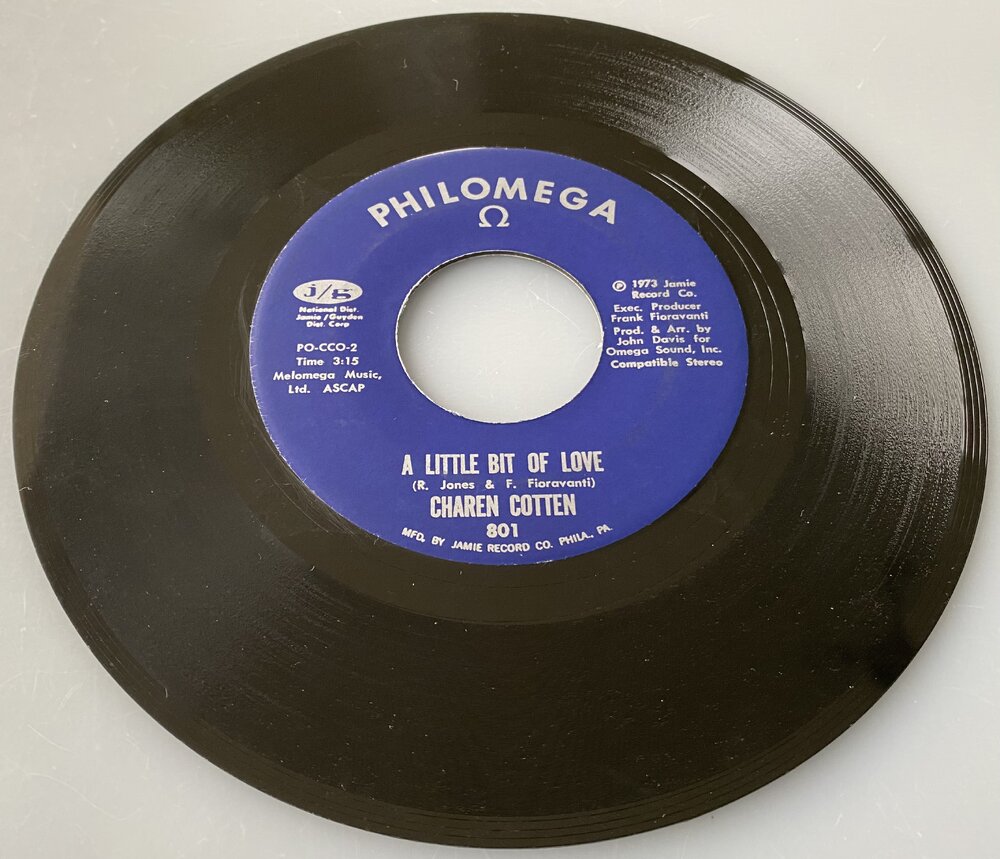 PHILOMEGA
Ω
j/g
National Dist.
Jamie/Guyden
Dist. Corp
PO-CCO-2
Time 3:15
Melomega Music,
Ltd. ASCAP
℗ 1973 Jamie
Record Co.
Exec. Producer
Frank Fioravanti
Prod. & Arr. by
John Davis for
Omega Sound, Inc.
Compatible Stereo
A LITTLE BIT OF LOVE
(R. Jones & F. Fioravanti)
CHAREN COTTEN
801
MFD. BY JAMIE RECORD CO. PHILA., PA.